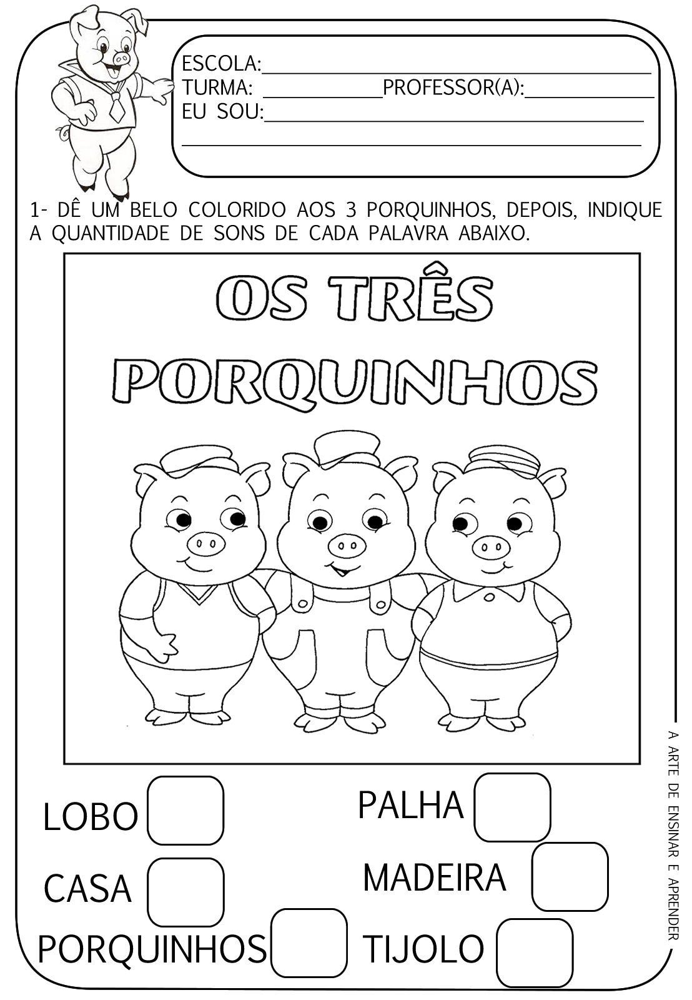 ESCOLA:
TURMA: PROFESSOR(A):
EU SOU:
1- DÊ UM BELO COLORIDO AOS 3 PORQUINHOS, DEPOIS, INDIQUE
A QUANTIDADE DE SONS DE CADA PALAVRA ABAIXO.
OS TRÊS
PORQUINHOS
LOBO
PALHA
CASA
MADEIRA
PORQUINHOS
TIJOLO
A ARTE DE ENSINAR E APRENDER